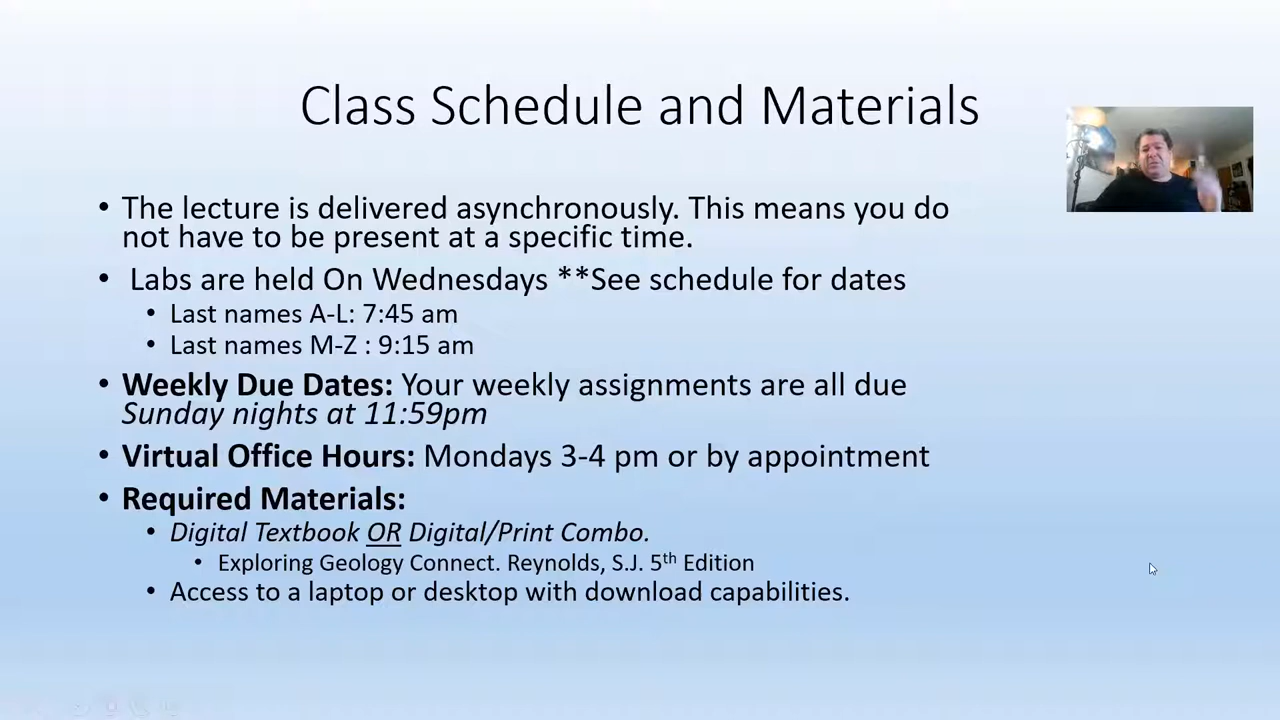 Class Schedule and Materials
• The lecture is delivered asynchronously. This means you do
not have to be present at a specific time.
• Labs are held On Wednesdays **See schedule for dates
• Last names A-L: 7:45 am
• Last names M-Z : 9:15 am
• Weekly Due Dates: Your weekly assignments are all due
Sunday nights at 11:59pm
• Virtual Office Hours: Mondays 3-4 pm or by appointment
• Required Materials:
• Digital Textbook OR Digital/Print Combo.
• Exploring Geology Connect. Reynolds, S.J. 5th Edition
• Access to a laptop or desktop with download capabilities.